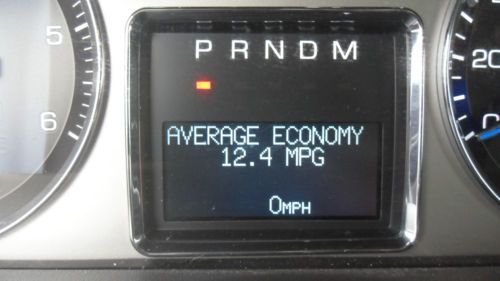 5
6
P R N D M
AVERAGE ECONOMY
12.4 MPG
0MPH
20